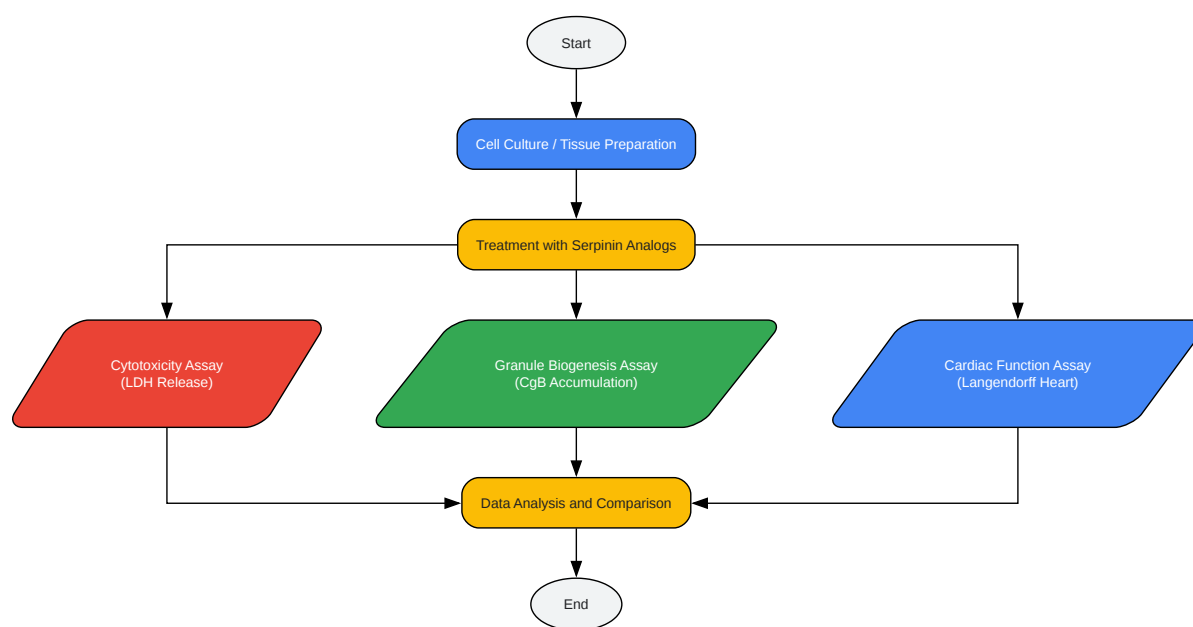 Start
Cell Culture / Tissue Preparation
Treatment with Serpinin Analogs
Cytotoxicity Assay
(LDH Release)
Granule Biogenesis Assay
(CgB Accumulation)
Cardiac Function Assay
(Langendorff Heart)
Data Analysis and Comparison
End